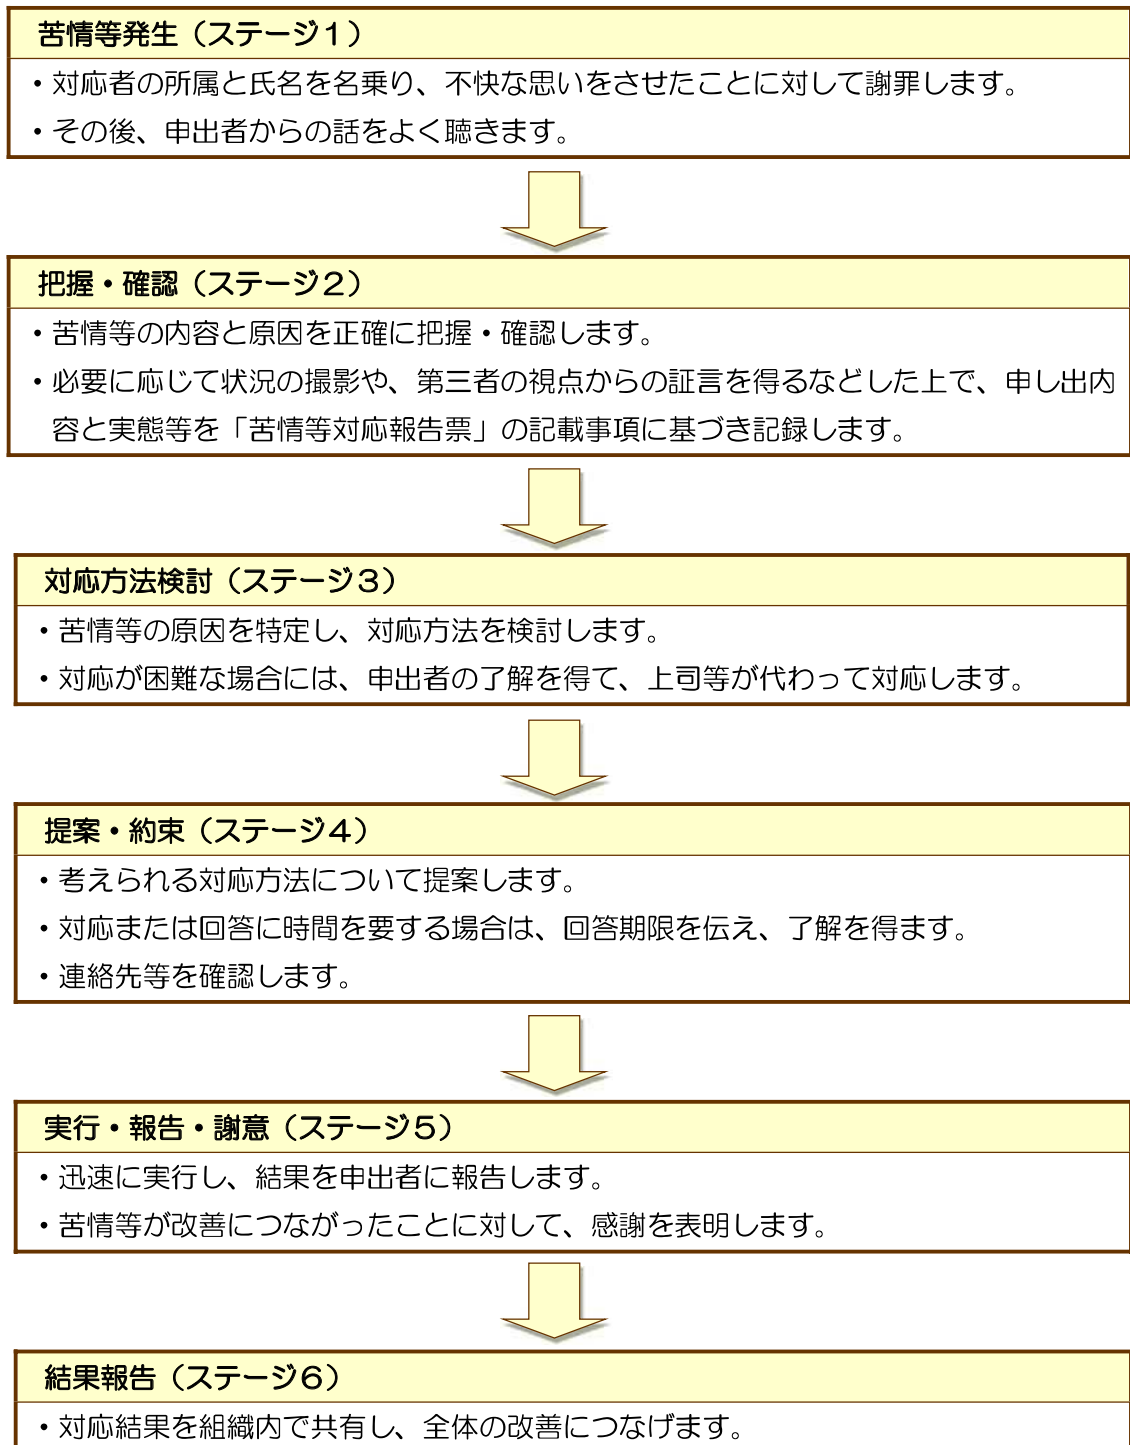 苦情等発生（ステージ１）
・対応者の所属と氏名を名乗り、不快な思いをさせたことに対して謝罪します。
・その後、申出者からの話をよく聴きます。
把握・確認（ステージ２）
・苦情等の内容と原因を正確に把握・確認します。
・必要に応じて状況の撮影や、第三者の視点からの証言を得るなどした上で、申し出内
容と実態等を「苦情等対応報告票」の記載事項に基づき記録します。
対応方法検討（ステージ３）
・苦情等の原因を特定し、対応方法を検討します。
・対応が困難な場合には、申出者の了解を得て、上司等が代わって対応します。
提案・約束（ステージ４）
・考えられる対応方法について提案します。
・対応または回答に時間を要する場合は、回答期限を伝え、了解を得ます。
・連絡先等を確認します。
実行・報告・謝意（ステージ５）
・迅速に実行し、結果を申出者に報告します。
・苦情等が改善につながったことに対して、感謝を表明します。
結果報告（ステージ６）
・対応結果を組織内で共有し、全体の改善につなげます。